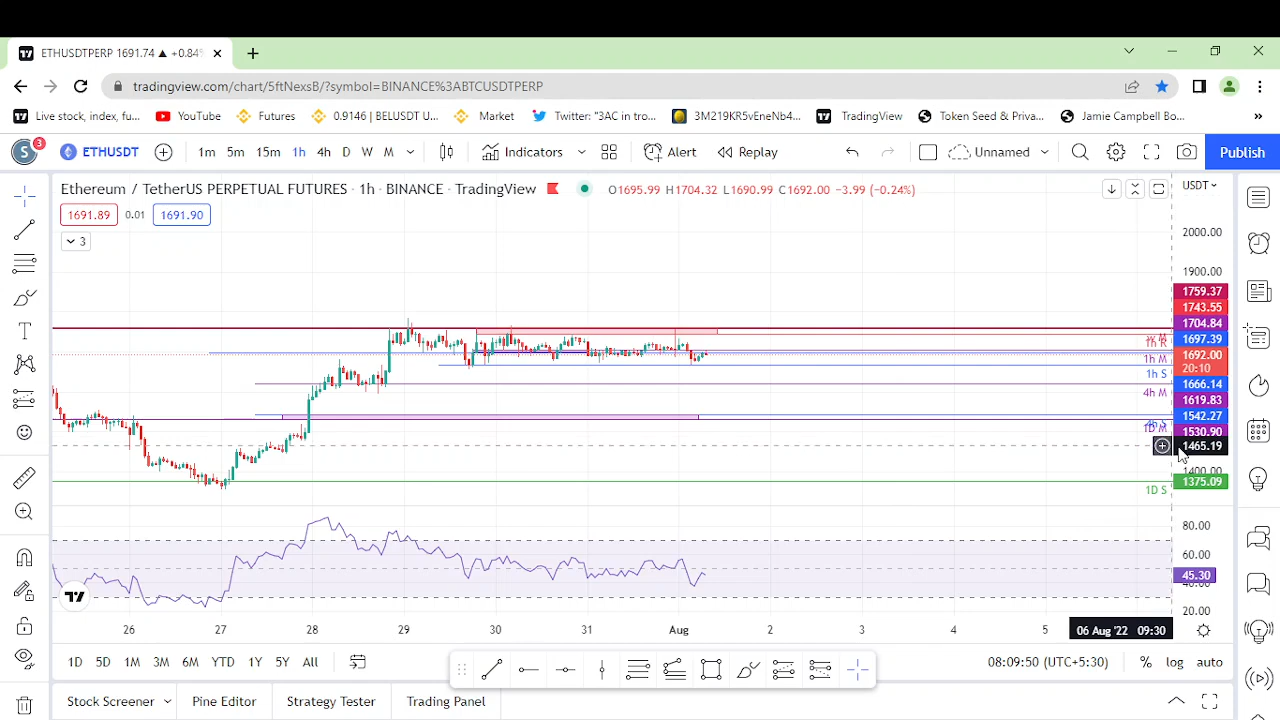 ETHUSDTPERP 1691.74 ▲ +0.84%
tradingview.com/chart/5ftNexsB/?symbol=BINANCE%3ABTCUSDTPERP
Live stock, index, fu... YouTube Futures 0.9146 | BELUSDT U... Market Twitter: "3AC in tro... 3M219KR5vEneNb4... TradingView Token Seed & Priva... Jamie Campbell Bo... »
S 3 ETHUSDT 1m 5m 15m 1h 4h D W M Indicators Alert Replay Unnamed Publish
Ethereum / TetherUS PERPETUAL FUTURES · 1h · BINANCE · TradingView O1695.99 H1704.32 L1690.99 C1692.00 −3.99 (−0.24%) USDT
1691.89 0.01 1691.90
3
2000.00
1900.00
1759.37
1743.55
1704.84
1h R
1697.39
1h M
1692.00
20:10
1h S
1666.14
4h M
1619.83
1542.27
1530.90
1465.19
1400.00
1375.09
1D S
80.00
60.00
45.30
40.00
20.00
26 27 28 29 30 31 Aug 2 3 4 5 06 Aug '22 09:30
1D 5D 1M 3M 6M YTD 1Y 5Y All 08:09:50 (UTC+5:30) % log auto
Stock Screener Pine Editor Strategy Tester Trading Panel